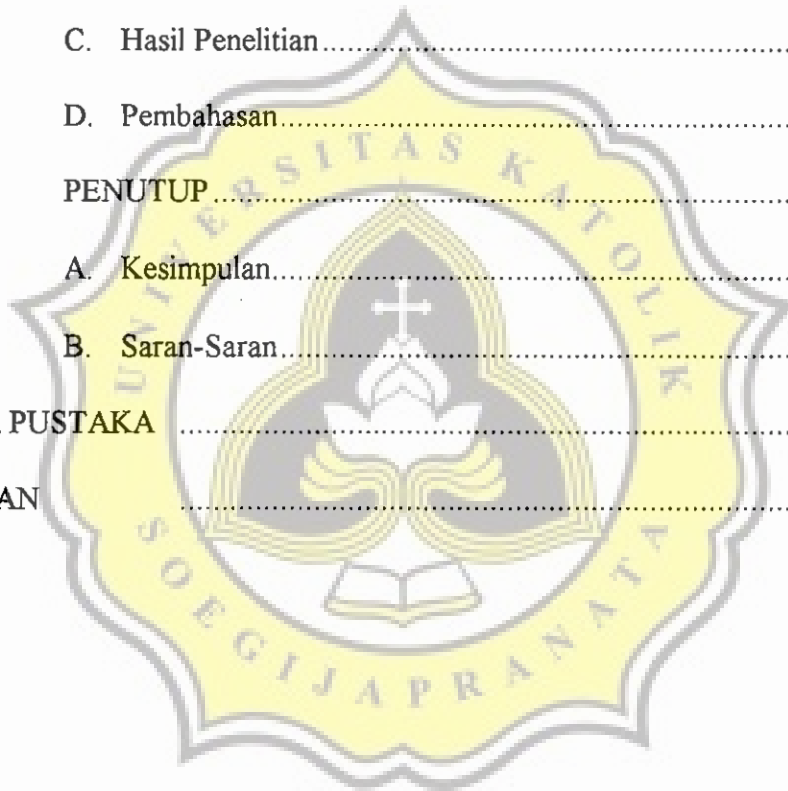 C. Hasil Penelitian
D. Pembahasan
PENUTUP
A. Kesimpulan
B. Saran-Saran
PUSTAKA
AN
UNIVERSITAS KATOLIK
SOEGIJAPRANATA